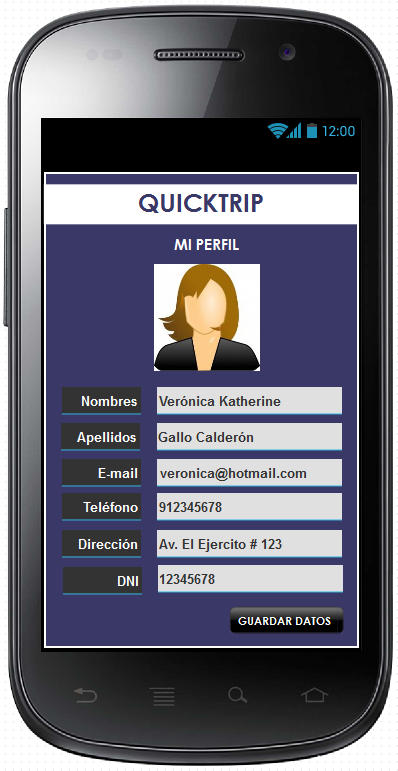 12:00
QUICKTRIP
MI PERFIL
Nombres Verónica Katherine
Apellidos Gallo Calderón
E-mail veronica@hotmail.com
Teléfono 912345678
Dirección Av. El Ejercito # 123
DNI 12345678
GUARDAR DATOS